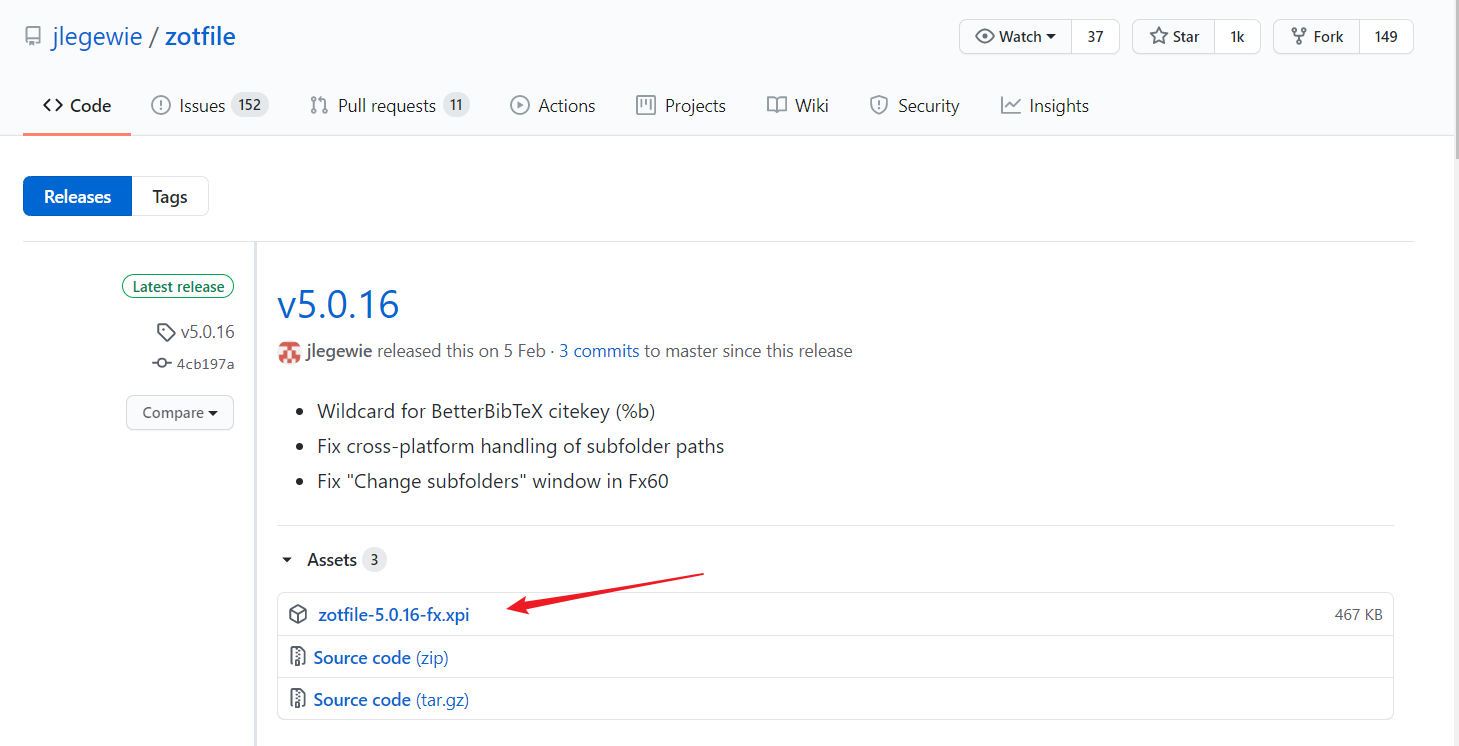 jlegewie / zotfile
Watch 37 Star 1k Fork 149
Code Issues 152 Pull requests 11 Actions Projects Wiki Security Insights
Releases Tags
Latest release
v5.0.16
4cb197a
Compare
v5.0.16
jlegewie released this on 5 Feb · 3 commits to master since this release
• Wildcard for BetterBibTeX citekey (%b)
• Fix cross-platform handling of subfolder paths
• Fix "Change subfolders" window in Fx60
Assets 3
zotfile-5.0.16-fx.xpi 467 KB
Source code (zip)
Source code (tar.gz)